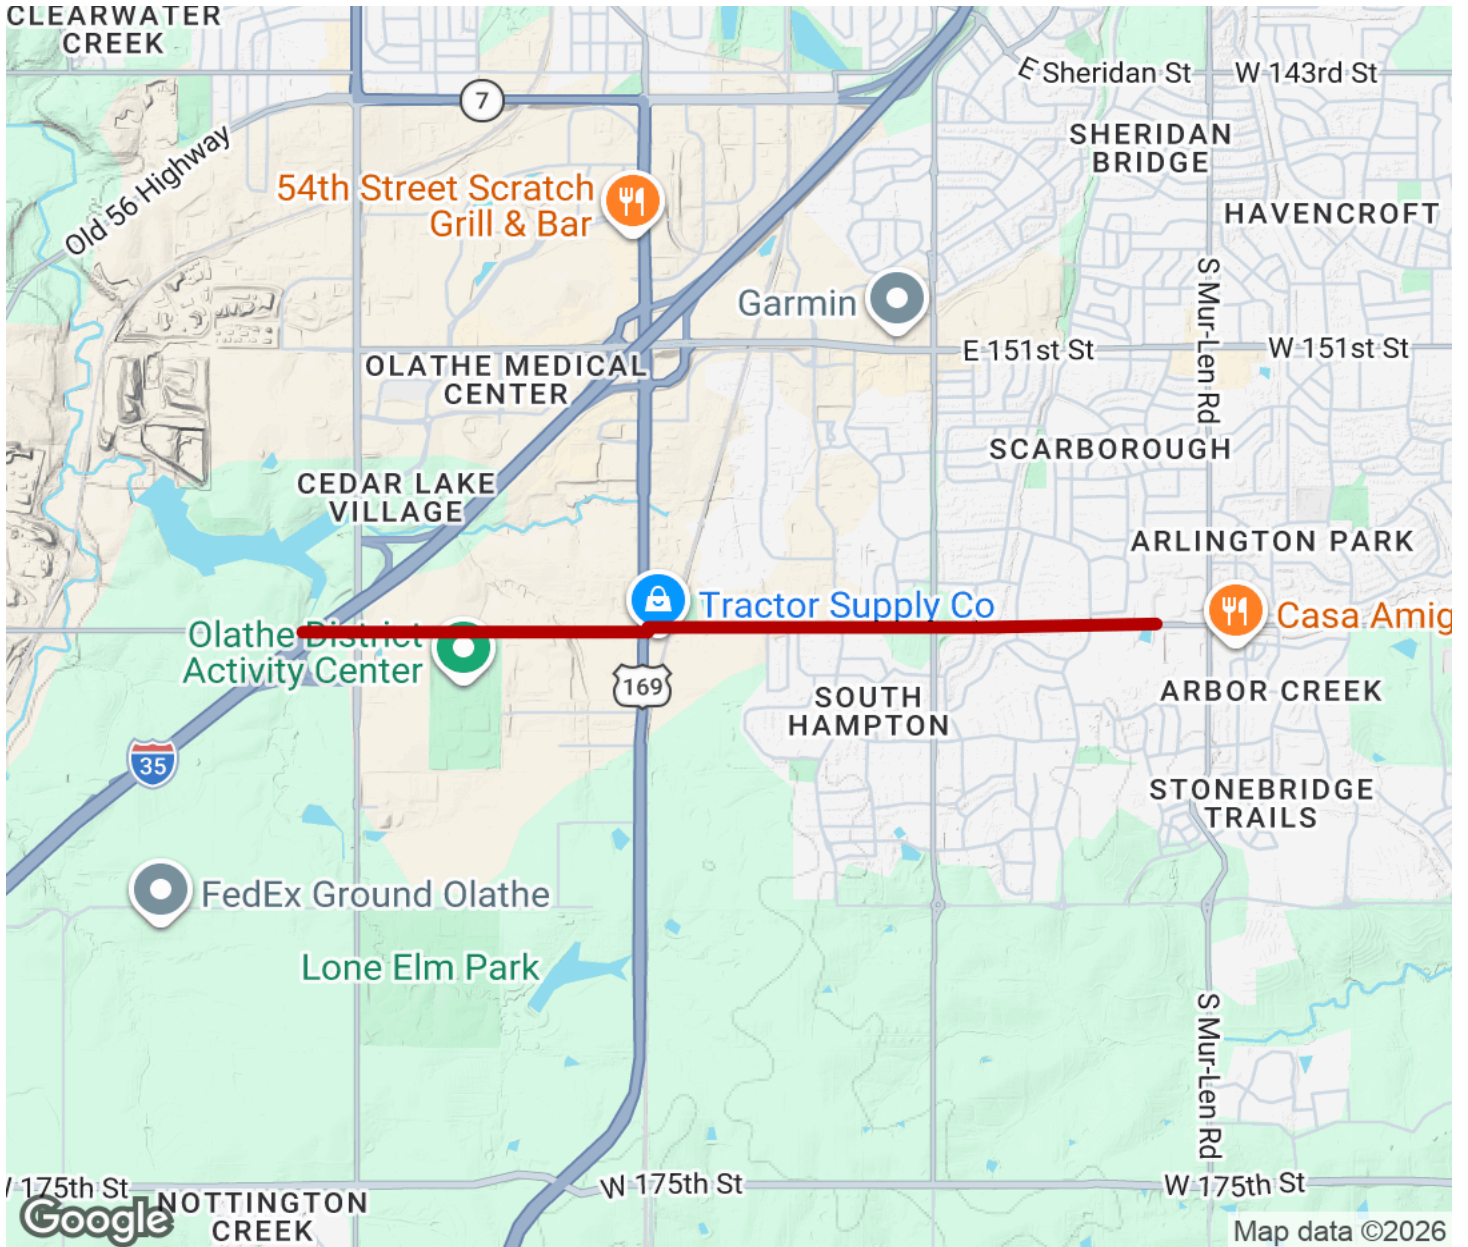 CLEARWATER
CREEK
E Sheridan St
W 143rd St
7
SHERIDAN
BRIDGE
Old 56 Highway
54th Street Scratch
Grill & Bar
HAVENCROFT
S Mur-Len Rd
Garmin
E 151st St
W 151st St
OLATHE MEDICAL
CENTER
SCARBOROUGH
CEDAR LAKE
VILLAGE
ARLINGTON PARK
Tractor Supply Co
Casa Amig
Olathe District
Activity Center
169
SOUTH
HAMPTON
ARBOR CREEK
35
STONEBRIDGE
TRAILS
FedEx Ground Olathe
Lone Elm Park
S Mur-Len Rd
W 175th St
W 175th St
W 175th St
NOTTINGTON
CREEK
Google
Map data ©2026